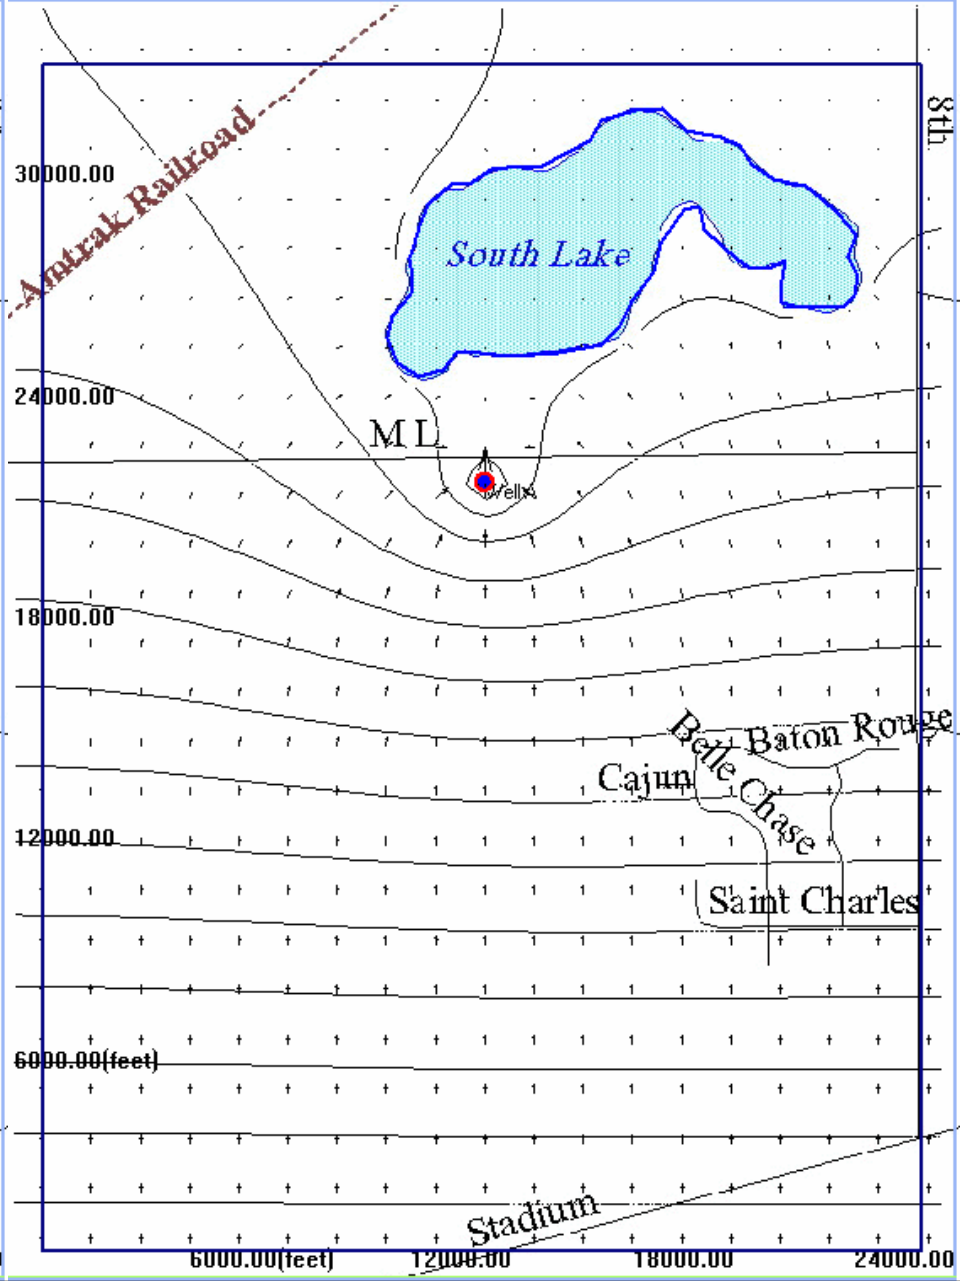 8th
Amtrak Railroad
30000.00
South Lake
24000.00
M L
Well
18000.00
Belle Chase
Baton Rouge
Cajun
12000.00
Saint Charles
6000.00(feet)
Stadium
6000.00(feet)
12000.00
18000.00
24000.00